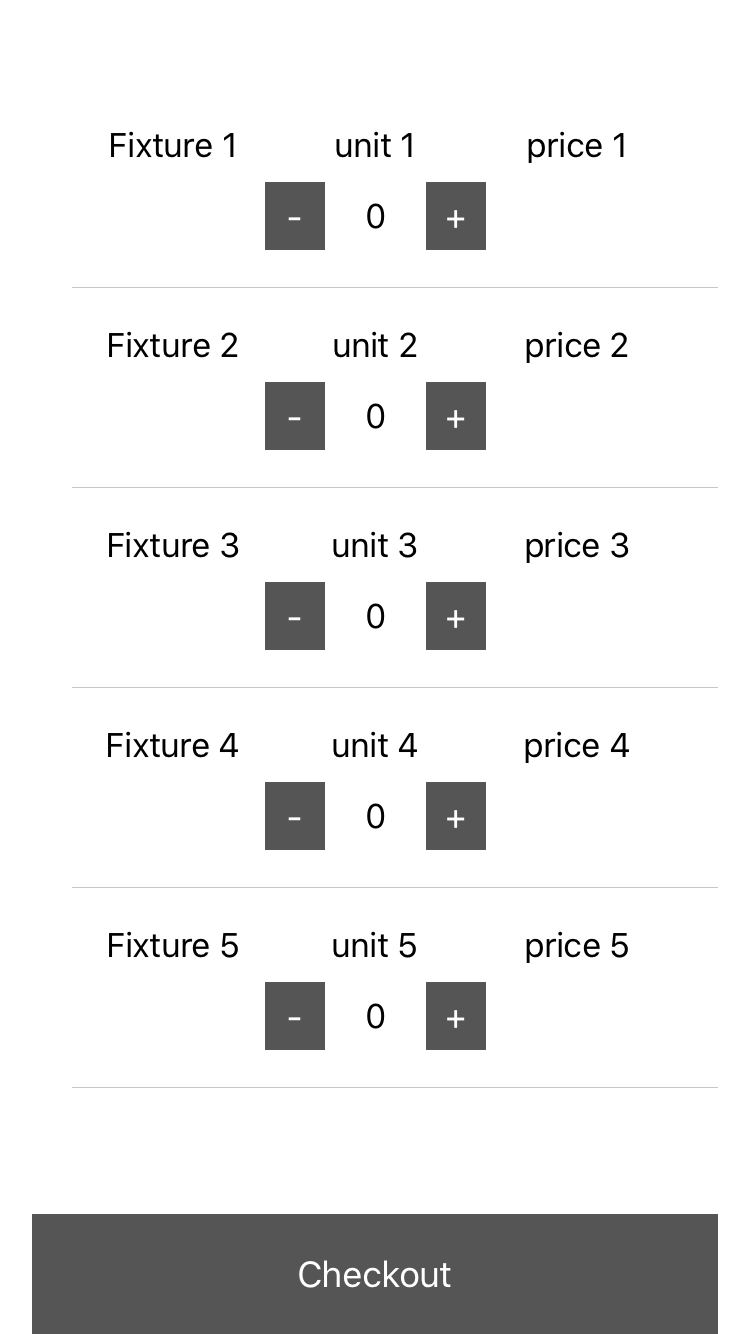 Fixture 1 unit 1 price 1
- 0 +
Fixture 2 unit 2 price 2
- 0 +
Fixture 3 unit 3 price 3
- 0 +
Fixture 4 unit 4 price 4
- 0 +
Fixture 5 unit 5 price 5
- 0 +
Checkout